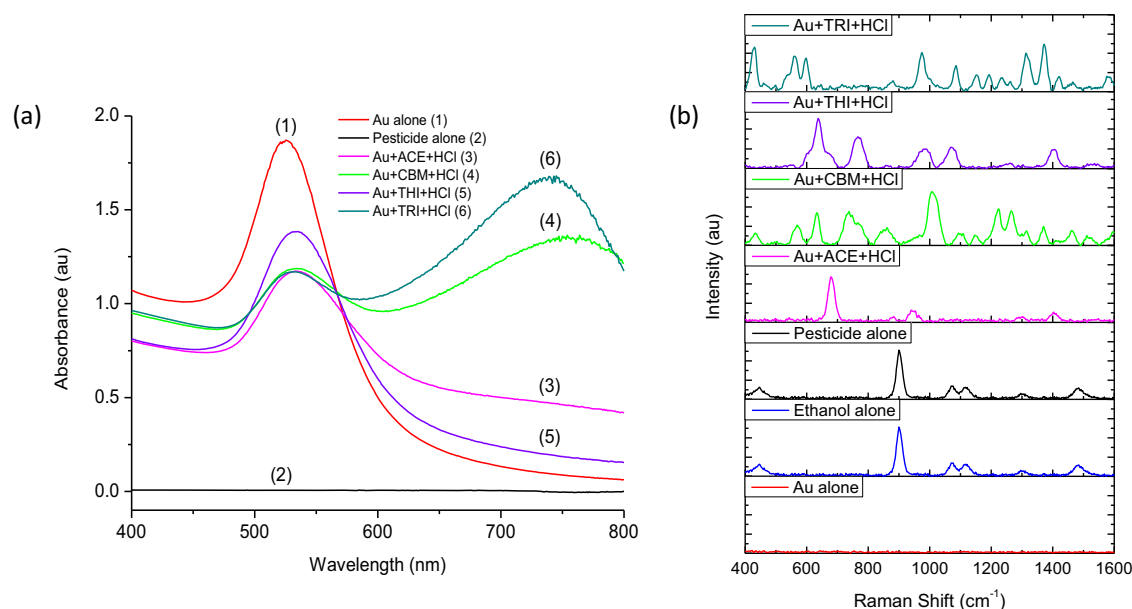 (a)
2.0
1.5
1.0
0.5
0.0
Absorbance (au)
400
500
600
700
800
Wavelength (nm)
Au alone (1)
Pesticide alone (2)
Au+ACE+HCl (3)
Au+CBM+HCl (4)
Au+THI+HCl (5)
Au+TRI+HCl (6)
(1)
(6)
(4)
(3)
(5)
(2)
(b)
Au+TRI+HCl
Au+THI+HCl
Au+CBM+HCl
Au+ACE+HCl
Pesticide alone
Ethanol alone
Au alone
Intensity (au)
400
600
800
1000
1200
1400
1600
Raman Shift (cm⁻¹)